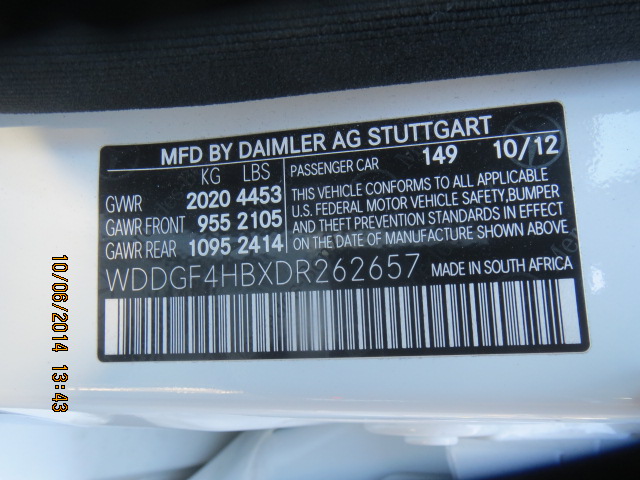 MFD BY DAIMLER AG STUTTGART
KG LBS
GVWR 2020 4453
GAWR FRONT 955 2105
GAWR REAR 1095 2414
PASSENGER CAR 149 10/12
THIS VEHICLE CONFORMS TO ALL APPLICABLE
U.S. FEDERAL MOTOR VEHICLE SAFETY, BUMPER
AND THEFT PREVENTION STANDARDS IN EFFECT
ON THE DATE OF MANUFACTURE SHOWN ABOVE
WDDGF4HBXDR262657
MADE IN SOUTH AFRICA
10/06/2014 13:43